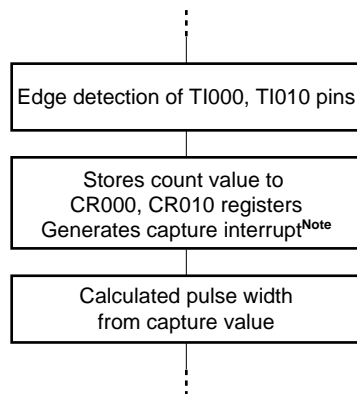 Edge detection of TI000, TI010 pins
Stores count value to
CR000, CR010 registers
Generates capture interruptNote
Calculated pulse width
from capture value